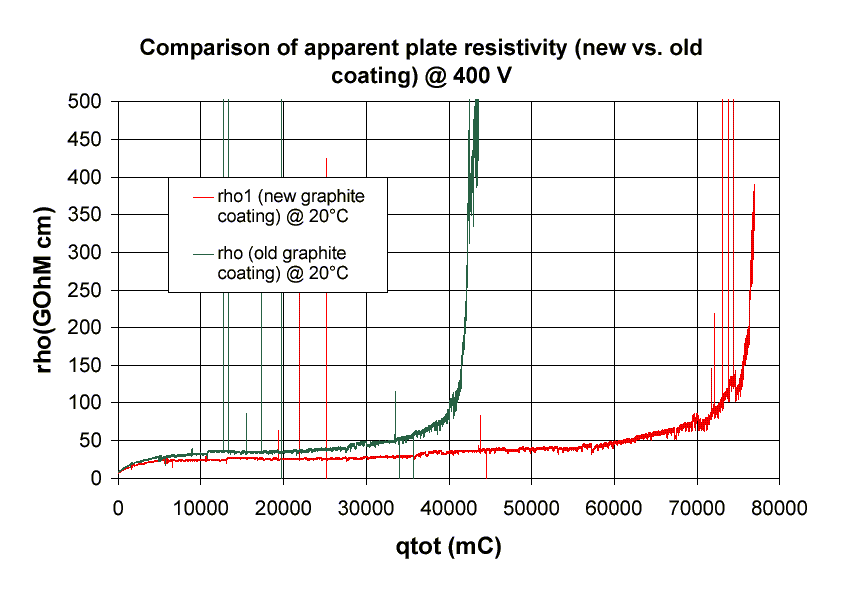 Comparison of apparent plate resistivity (new vs. old
coating) @ 400 V
500
450
400
350
300
250
200
150
100
50
0
rho(GOhM cm)
rho1 (new graphite
coating) @ 20°C
rho (old graphite
coating) @ 20°C
0 10000 20000 30000 40000 50000 60000 70000 80000
qtot (mC)